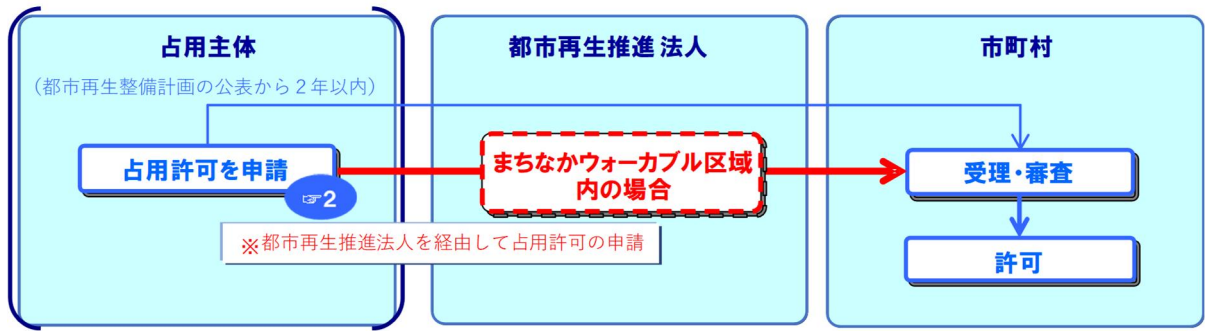 占用主体
(都市再生整備計画の公表から2年以内)
占用許可を申請
☞2
※都市再生推進法人を経由して占用許可の申請
都市再生推進法人
まちなかウォーカブル区域
内の場合
市町村
受理・審査
許可